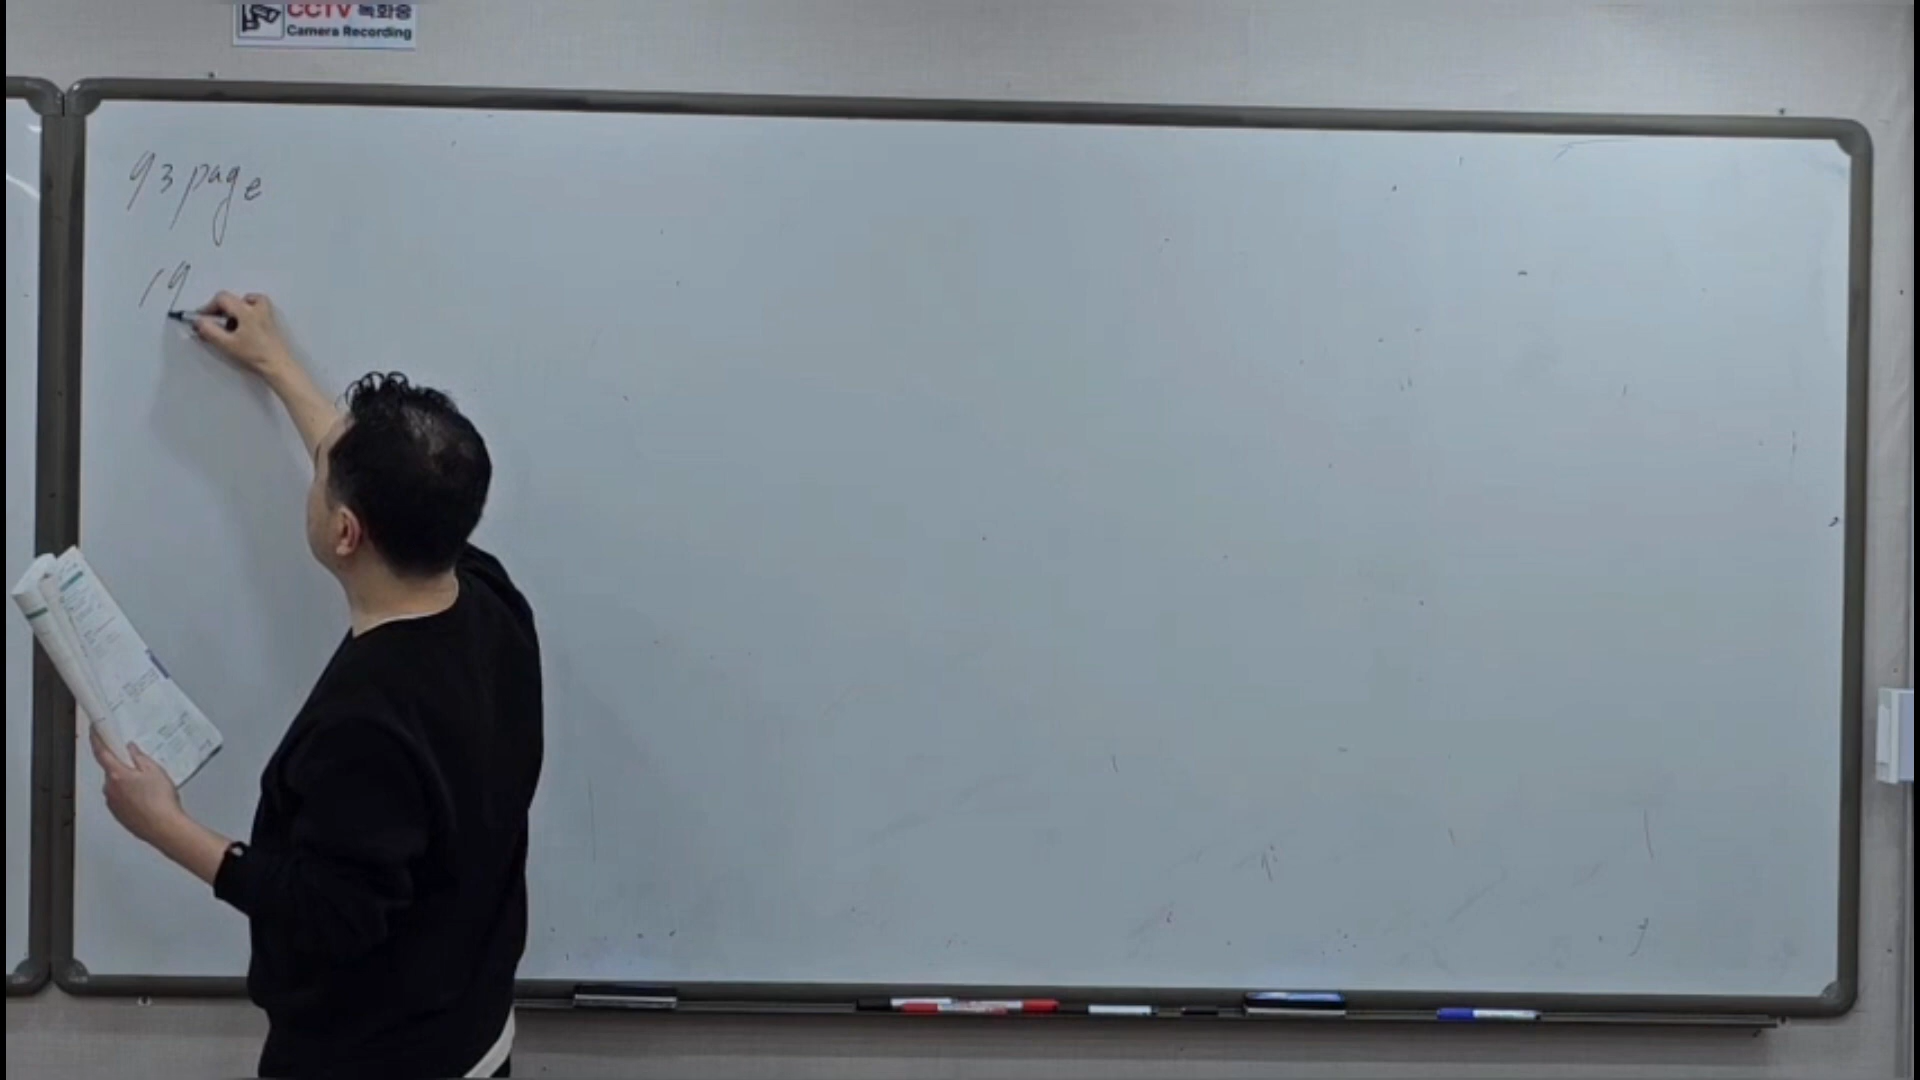 CCTV 녹화중
Camera Recording
93 page
19